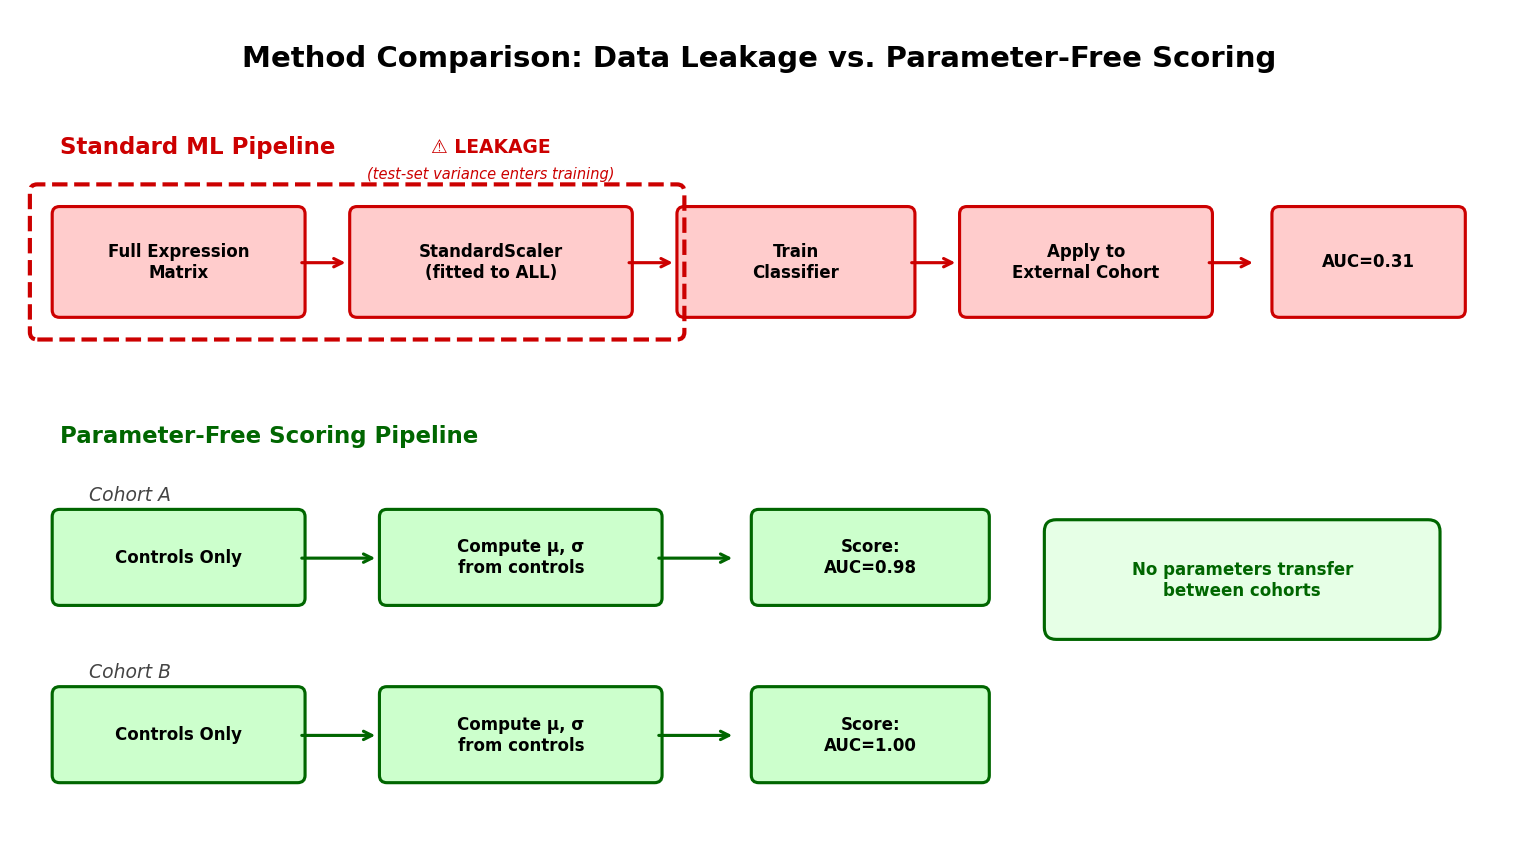 Method Comparison: Data Leakage vs. Parameter-Free Scoring
Standard ML Pipeline
⚠ LEAKAGE
(test-set variance enters training)
Full Expression
Matrix
StandardScaler
(fitted to ALL)
Train
Classifier
Apply to
External Cohort
AUC=0.31
Parameter-Free Scoring Pipeline
Cohort A
Controls Only
Compute μ, σ
from controls
Score:
AUC=0.98
No parameters transfer
between cohorts
Cohort B
Controls Only
Compute μ, σ
from controls
Score:
AUC=1.00